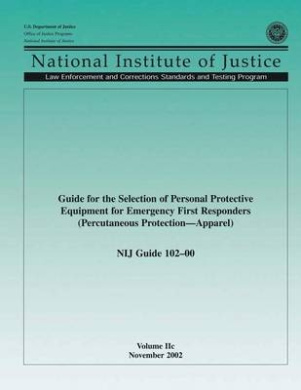 U.S. Department of Justice
Office of Justice Programs
National Institute of Justice
National Institute of Justice
Law Enforcement and Corrections Standards and Testing Program
Guide for the Selection of Personal Protective
Equipment for Emergency First Responders
(Percutaneous Protection—Apparel)
NIJ Guide 102–00
Volume IIc
November 2002